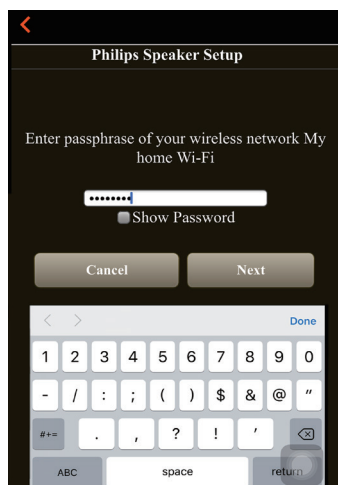 Philips Speaker Setup
Enter passphrase of your wireless network My
home Wi-Fi
••••••••
Show Password
Cancel Next
Done
1 2 3 4 5 6 7 8 9 0
- / : ; ( ) $ & @ "
#+= . , ? ! '
ABC space return